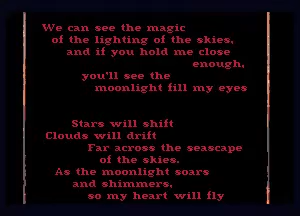 We can see the magic
of the lighting of the skies,
and if you hold me close
enough,
you'll see the
moonlight fill my eyes
Stars will shift
Clouds will drift
Far across the seascape
of the skies.
As the moonlight soars
and shimmers,
so my heart will fly